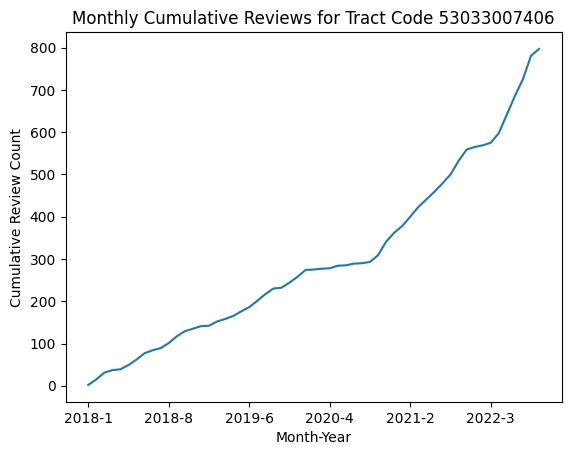 Monthly Cumulative Reviews for Tract Code 53033007406
Cumulative Review Count
800
700
600
500
400
300
200
100
0
2018-1 2018-8 2019-6 2020-4 2021-2 2022-3
Month-Year